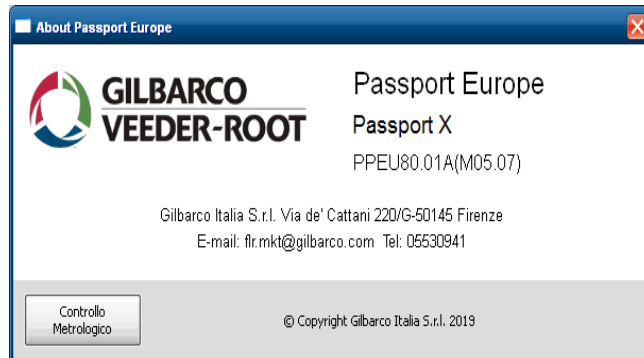 About Passport Europe
GILBARCO
VEEDER-ROOT
Passport Europe
Passport X
PPEU80.01A(M05.07)
Gilbarco Italia S.r.l. Via de' Cattani 220/G-50145 Firenze
E-mail: flr.mkt@gilbarco.com Tel: 05530941
Controllo
Metrologico
© Copyright Gilbarco Italia S.r.l. 2019